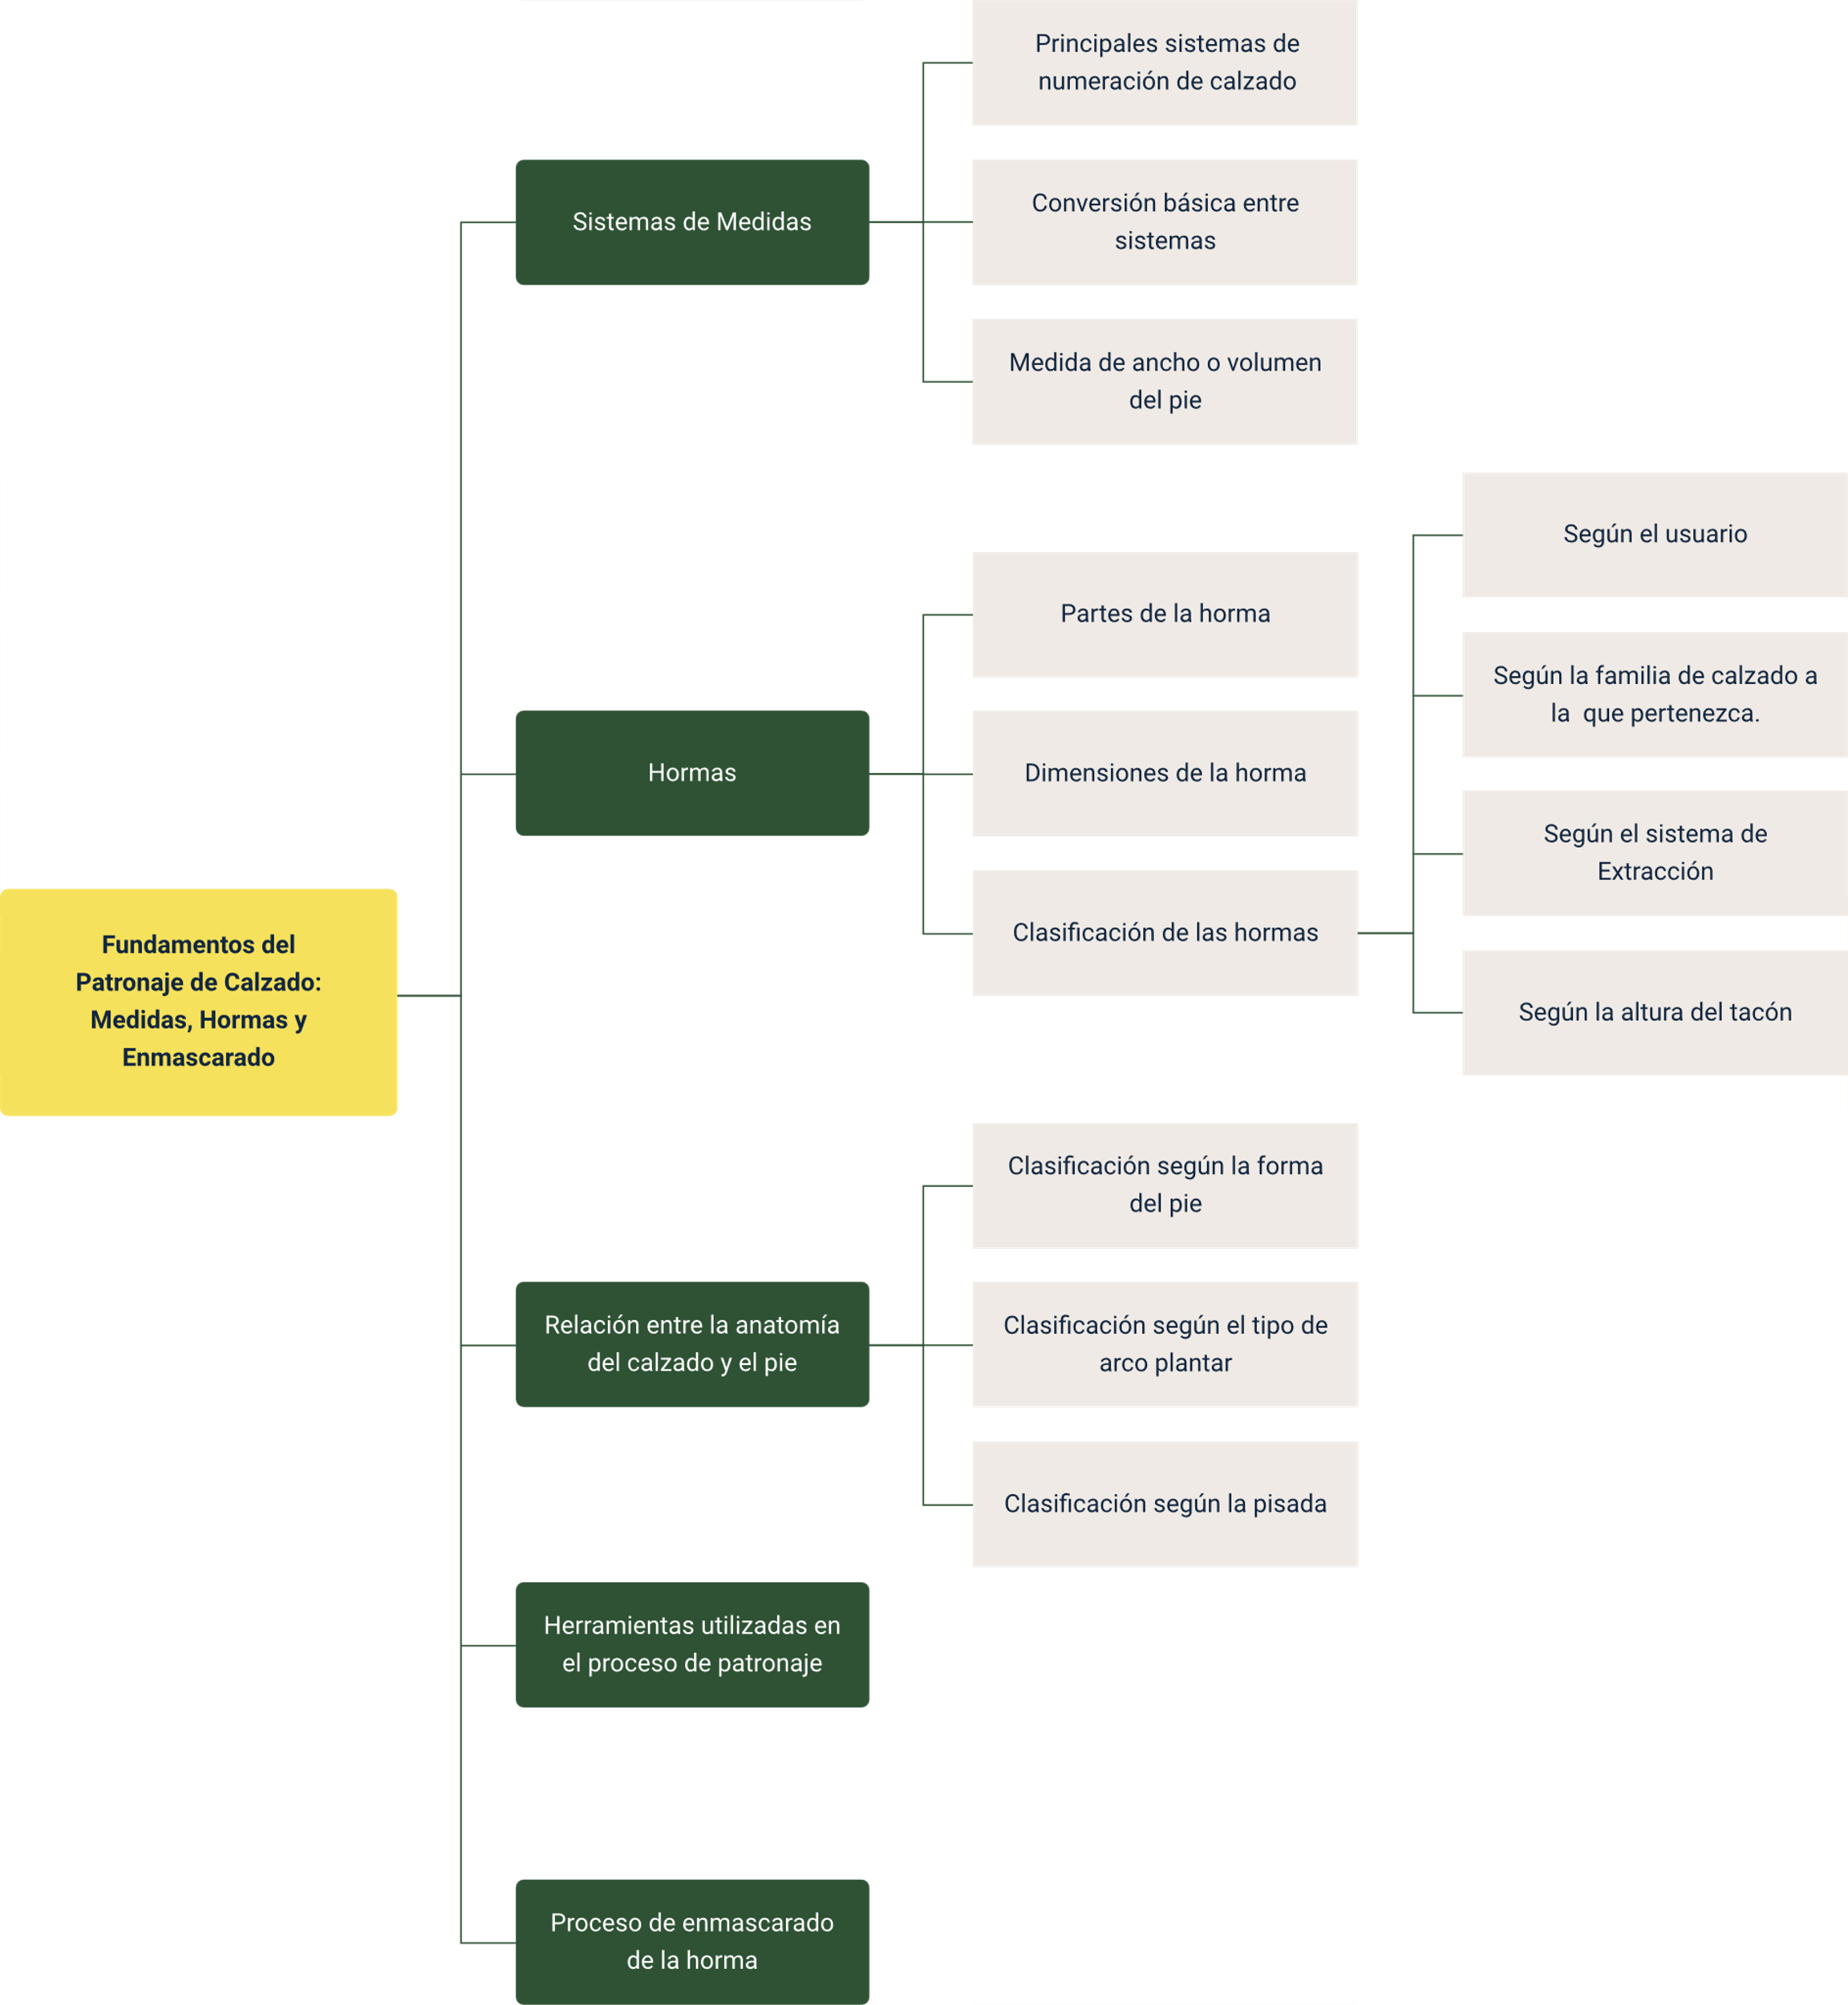 Principales sistemas de
numeración de calzado
Sistemas de Medidas
Conversión básica entre
sistemas
Medida de ancho o volumen
del pie
Según el usuario
Partes de la horma
Según la familia de calzado a
la  que pertenezca.
Hormas
Dimensiones de la horma
Según el sistema de
Extracción
Clasificación de las hormas
Según la altura del tacón
Fundamentos del
Patronaje de Calzado:
Medidas, Hormas y
Enmascarado
Clasificación según la forma
del pie
Relación entre la anatomía
del calzado y el pie
Clasificación según el tipo de
arco plantar
Clasificación según la pisada
Herramientas utilizadas en
el proceso de patronaje
Proceso de enmascarado
de la horma